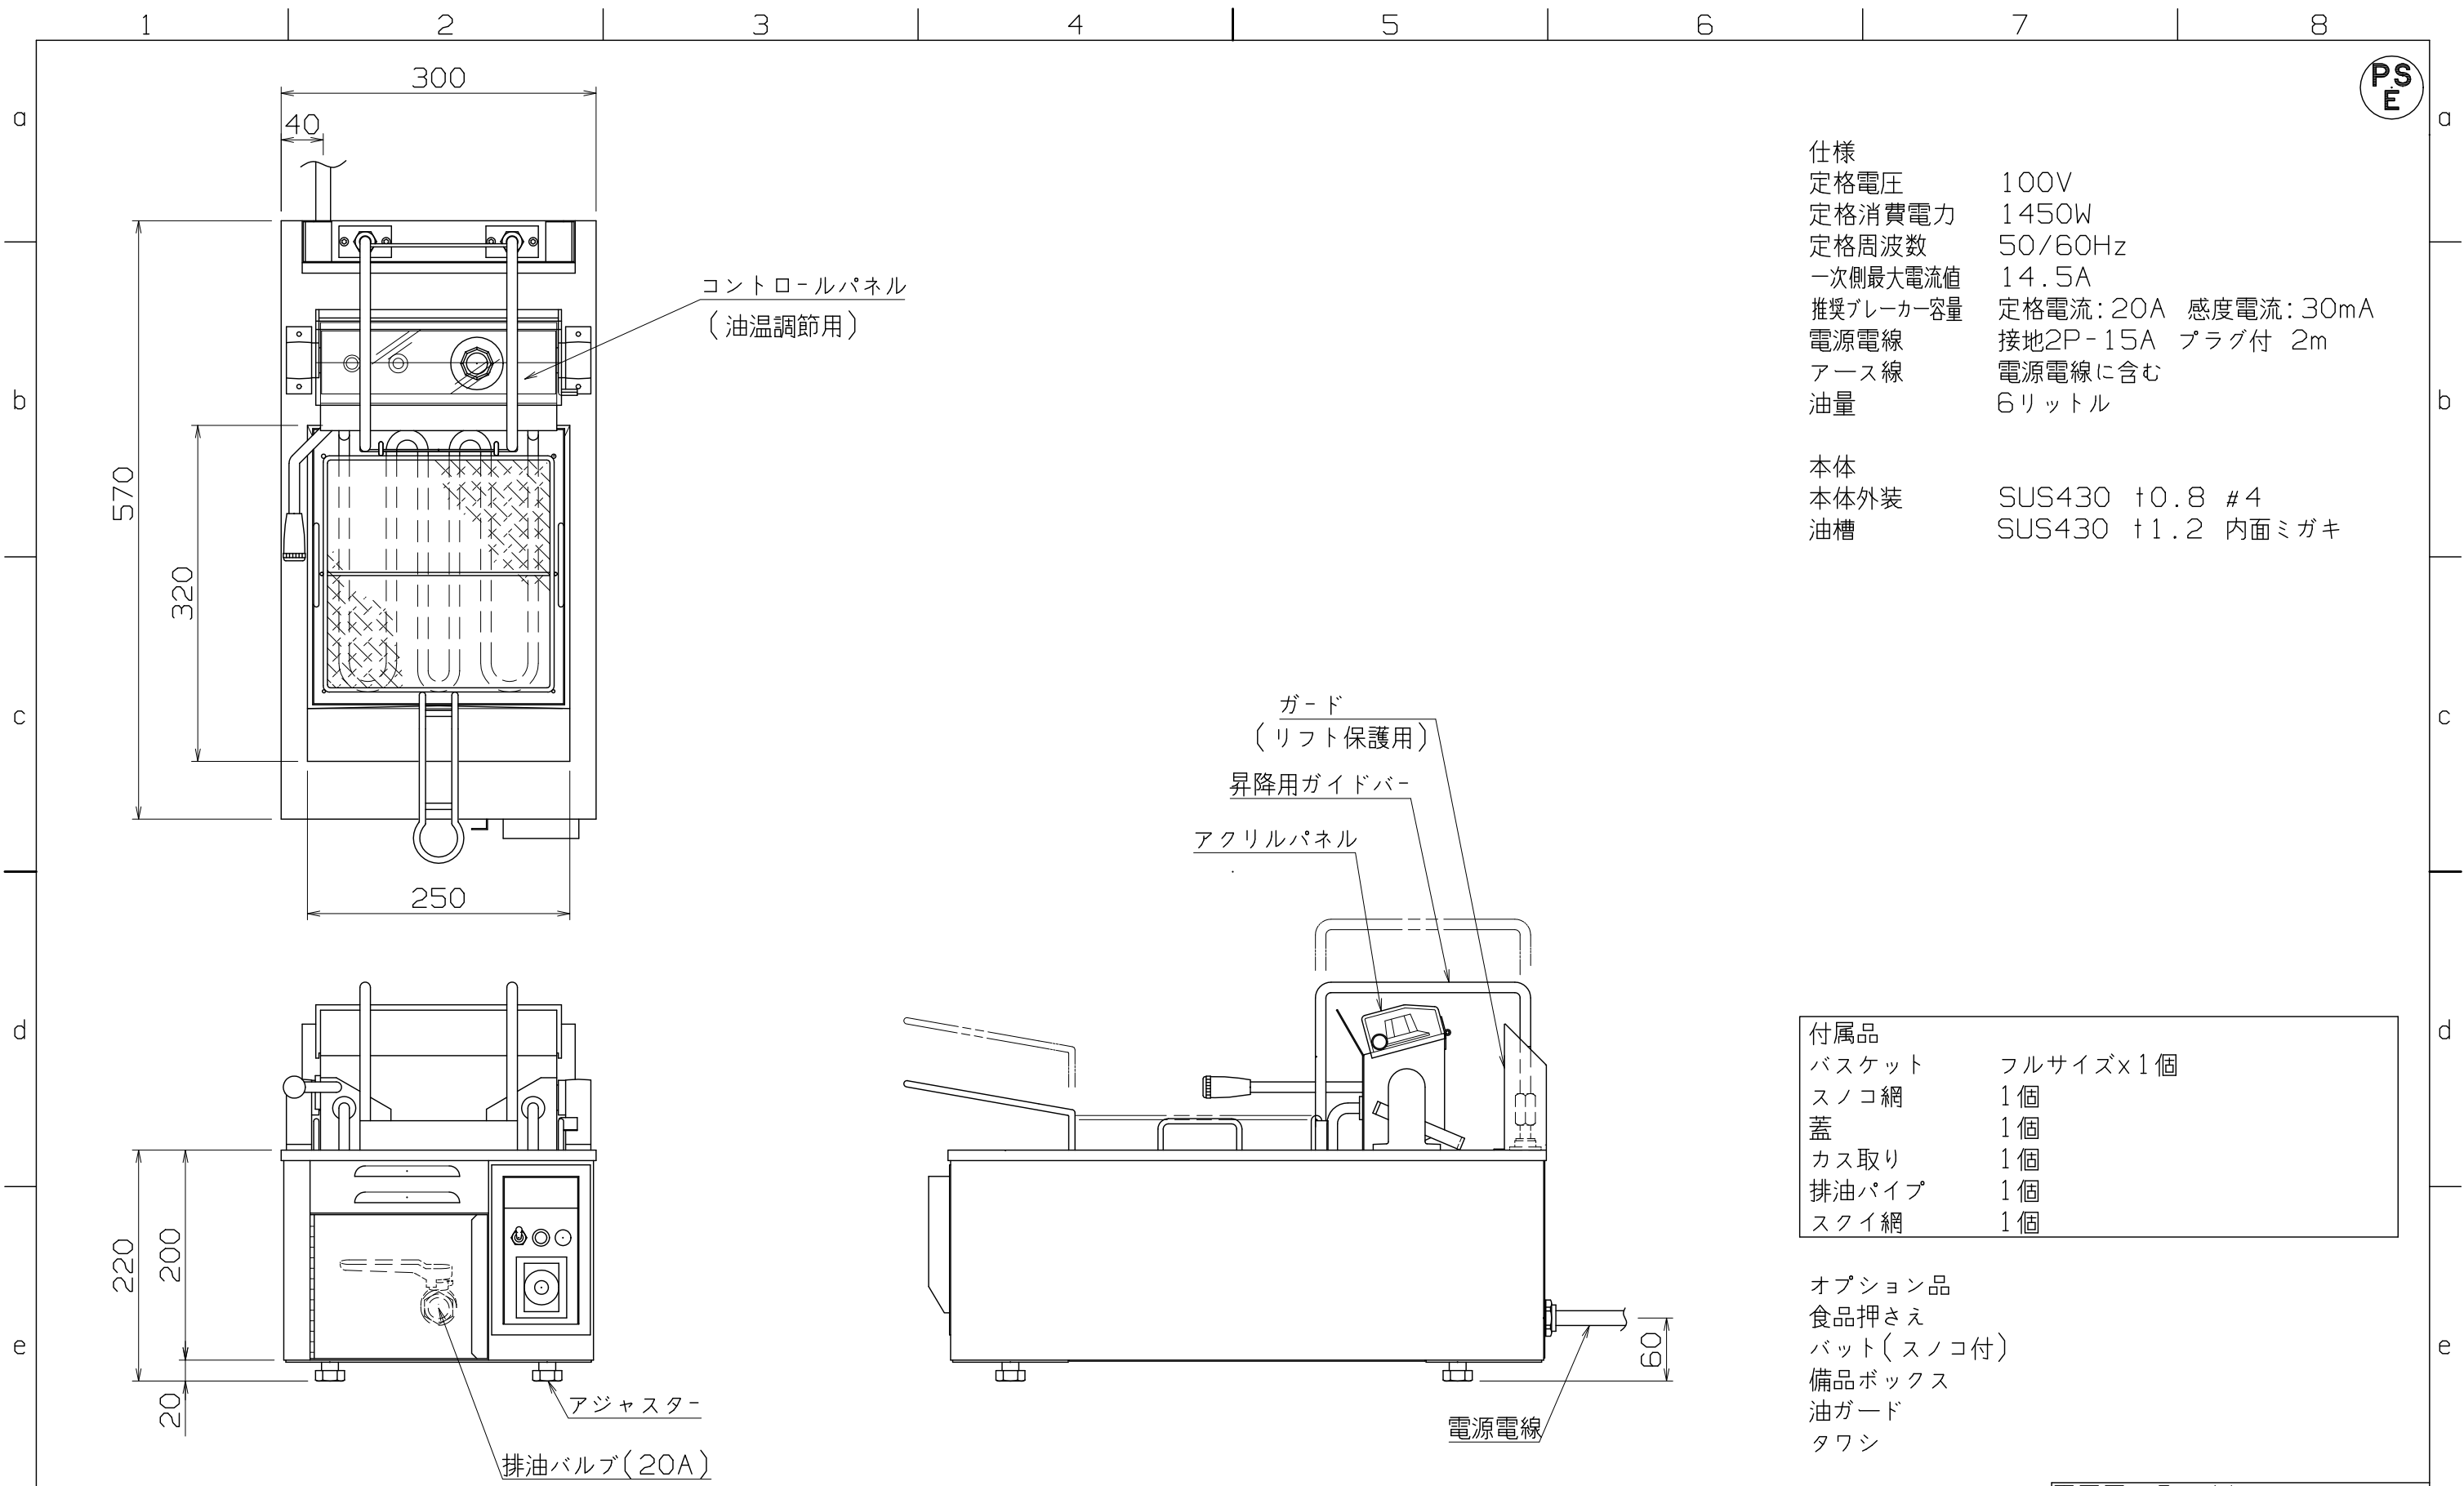 1 2 3 4 5 6 7 8
PS
E
a a
b b
c c
d d
e e
300
40
570
320
250
コントロールパネル
(油温調節用)
仕様
定格電圧 100V
定格消費電力 1450W
定格周波数 50/60Hz
一次側最大電流値 14.5A
推奨ブレーカー容量 定格電流:20A 感度電流:30mA
電源電線 接地2P-15A プラグ付 2m
アース線 電源電線に含む
油量 6リットル
本体
本体外装 SUS430 t0.8 #4
油槽 SUS430 t1.2 内面ミガキ
ガード
(リフト保護用)
昇降用ガイドバー
アクリルパネル
220
200
20
アジャスター
排油バルブ(20A)
60
電源電線
付属品
バスケット フルサイズx1個
スノコ網 1個
蓋 1個
カス取り 1個
排油パイプ 1個
スクイ網 1個
オプション品
食品押さえ
バット(スノコ付)
備品ボックス
油ガード
タワシ